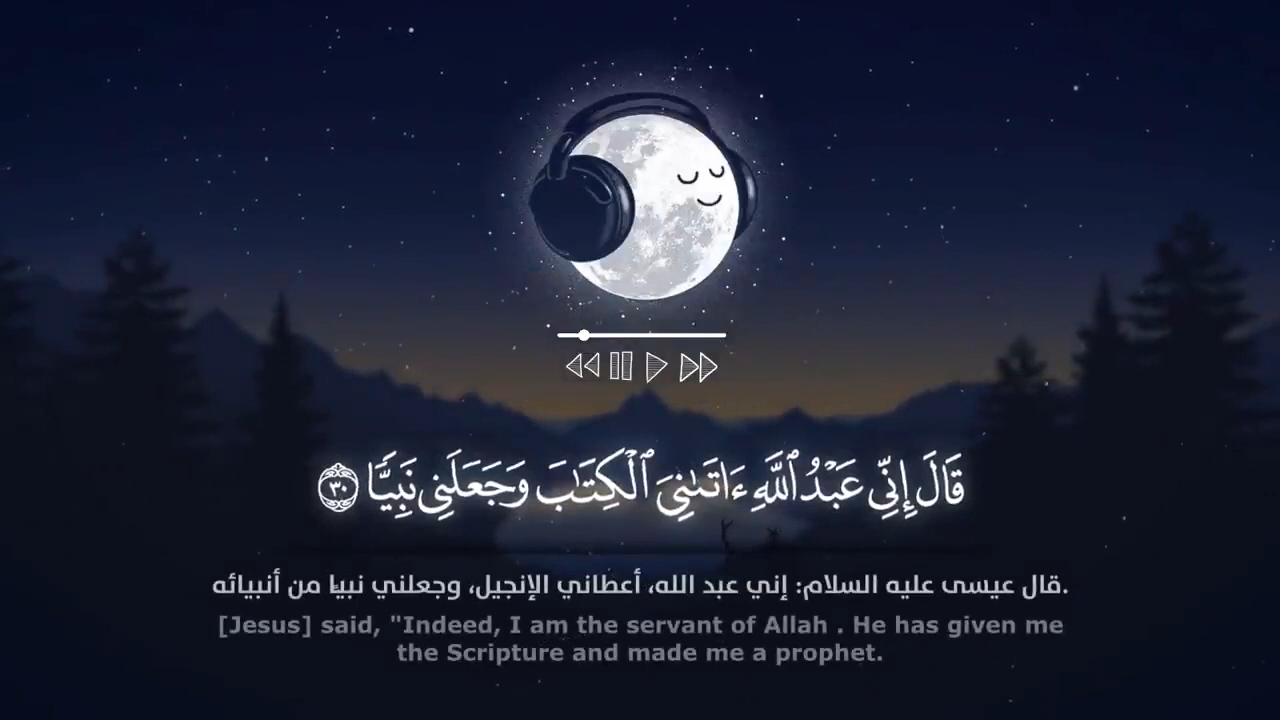 قَالَ إِنِّي عَبْدُ ٱللَّهِ ءَاتَىٰنِىَ ٱلْكِتَٰبَ وَجَعَلَنِى نَبِيًّا ٣٠
قال عيسى عليه السلام: إني عبد الله، أعطاني الإنجيل، وجعلني نبيا من أنبيائه.
[Jesus] said, "Indeed, I am the servant of Allah . He has given me
the Scripture and made me a prophet.